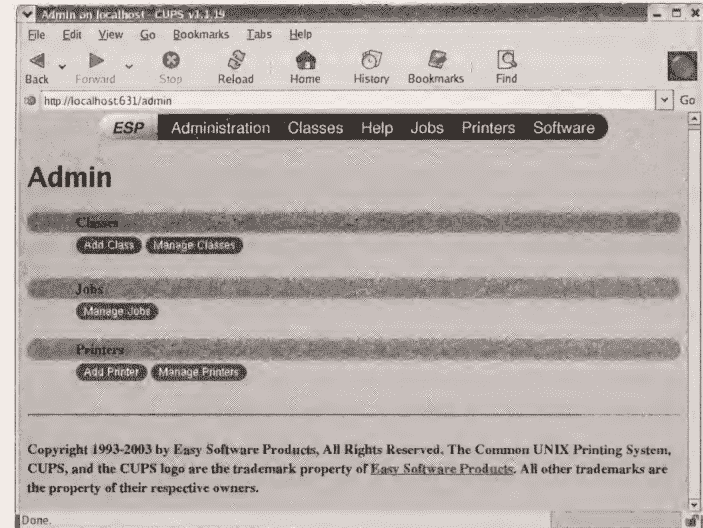 Admin on localhost - CUPS v1.1.19
File Edit View Go Bookmarks Tabs Help
Back Forward Stop Reload Home History Bookmarks Find
http://localhost:631/admin Go
ESP Administration Classes Help Jobs Printers Software
Admin
Classes
Add Class Manage Classes
Jobs
Manage Jobs
Printers
Add Printer Manage Printers
Copyright 1993-2003 by Easy Software Products, All Rights Reserved. The Common UNIX Printing System,
CUPS, and the CUPS logo are the trademark property of Easy Software Products. All other trademarks are
the property of their respective owners.
Done.